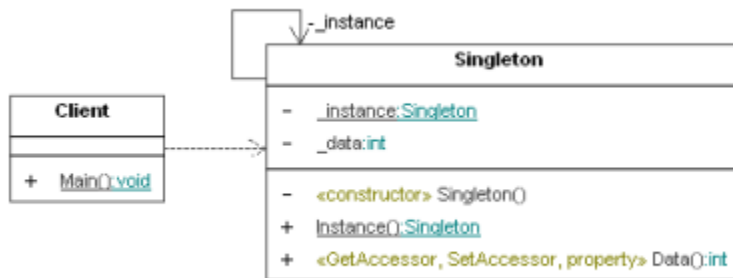 -_instance
Singleton
- _instance:Singleton
- _data:int
- «constructor» Singleton()
+ Instance():Singleton
+ «GetAccessor, SetAccessor, property» Data():int
Client
+ Main():void